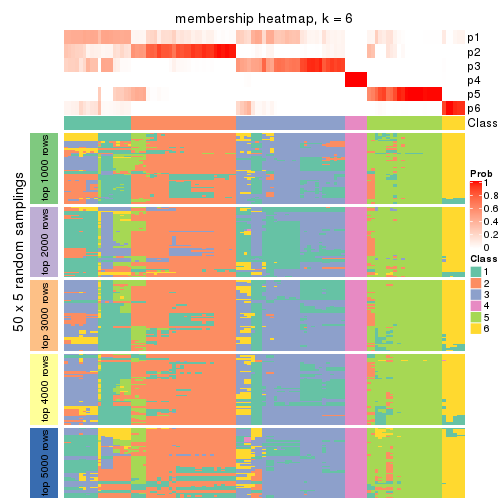 membership heatmap, k = 6
p1
p2
p3
p4
p5
p6
Class
50 x 5 random samplings
top 1000 rows
top 2000 rows
top 3000 rows
top 4000 rows
top 5000 rows
Prob
1
0.8
0.6
0.4
0.2
0
Class
1
2
3
4
5
6